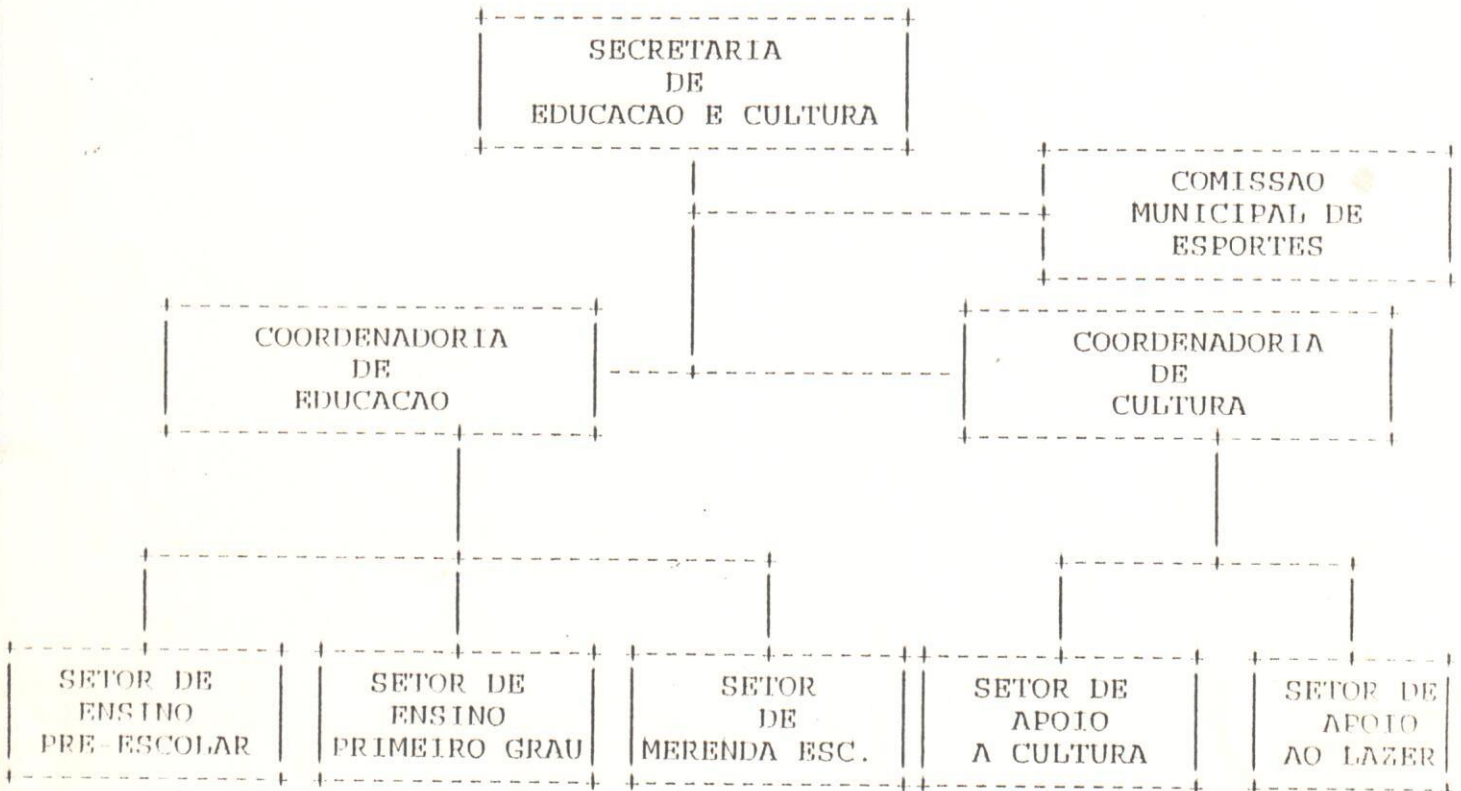 SECRETARIA
DE
EDUCACAO E CULTURA
COMISSAO
MUNICIPAL DE
ESPORTES
COORDENADORIA
DE
EDUCACAO
COORDENADORIA
DE
CULTURA
SETOR DE
ENSINO
PRE-ESCOLAR
SETOR DE
ENSINO
PRIMEIRO GRAU
SETOR
DE
MERENDA ESC.
SETOR DE
APOIO
A CULTURA
SETOR DE
APOIO
AO LAZER